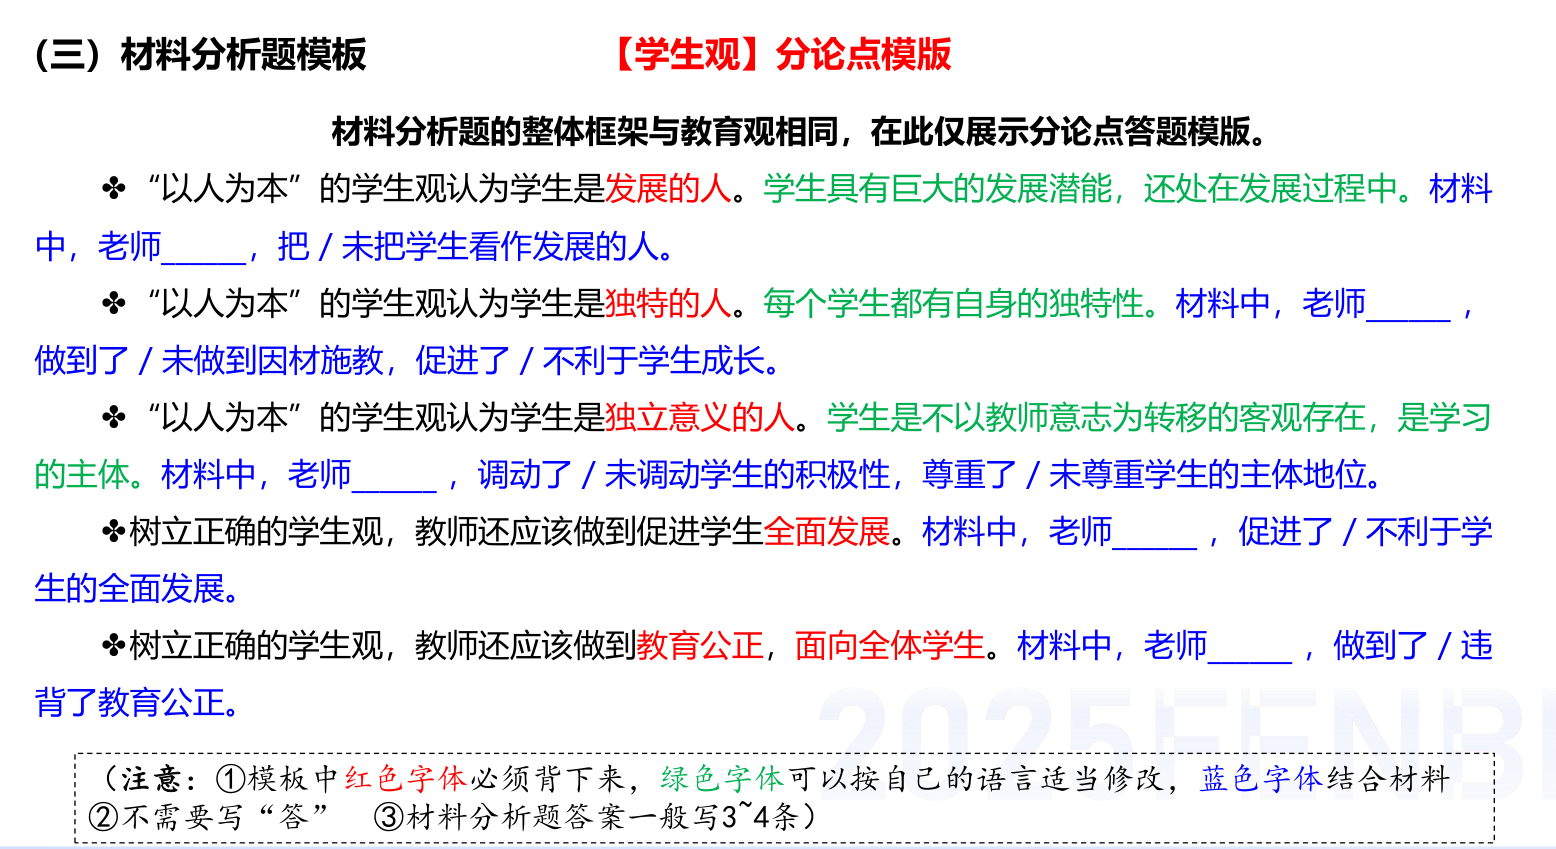 （三）材料分析题模板 【学生观】分论点模版
材料分析题的整体框架与教育观相同，在此仅展示分论点答题模版。
✤ “以人为本”的学生观认为学生是发展的人。学生具有巨大的发展潜能，还处在发展过程中。材料
中，老师______，把 / 未把学生看作发展的人。
✤ “以人为本”的学生观认为学生是独特的人。每个学生都有自身的独特性。材料中，老师______ ，
做到了 / 未做到因材施教，促进了 / 不利于学生成长。
✤ “以人为本”的学生观认为学生是独立意义的人。学生是不以教师意志为转移的客观存在，是学习
的主体。材料中，老师______ ，调动了 / 未调动学生的积极性，尊重了 / 未尊重学生的主体地位。
✤树立正确的学生观，教师还应该做到促进学生全面发展。材料中，老师______ ，促进了 / 不利于学
生的全面发展。
✤树立正确的学生观，教师还应该做到教育公正，面向全体学生。材料中，老师______ ，做到了 / 违
背了教育公正。
2025FENBI
（注意：①模板中红色字体必须背下来，绿色字体可以按自己的语言适当修改，蓝色字体结合材料
②不需要写“答” ③材料分析题答案一般写3~4条）